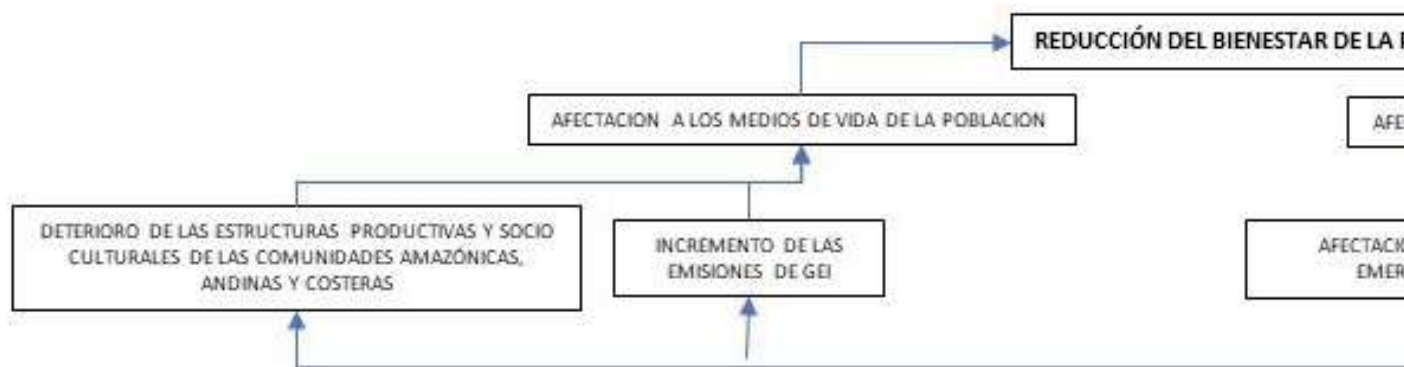 REDUCCIÓN DEL BIENESTAR DE LA
AFECTACION A LOS MEDIOS DE VIDA DE LA POBLACION
DETERIORO DE LAS ESTRUCTURAS PRODUCTIVAS Y SOCIO
CULTURALES DE LAS COMUNIDADES AMAZÓNICAS,
ANDINAS Y COSTERAS
INCREMENTO DE LAS
EMISIONES DE GEI